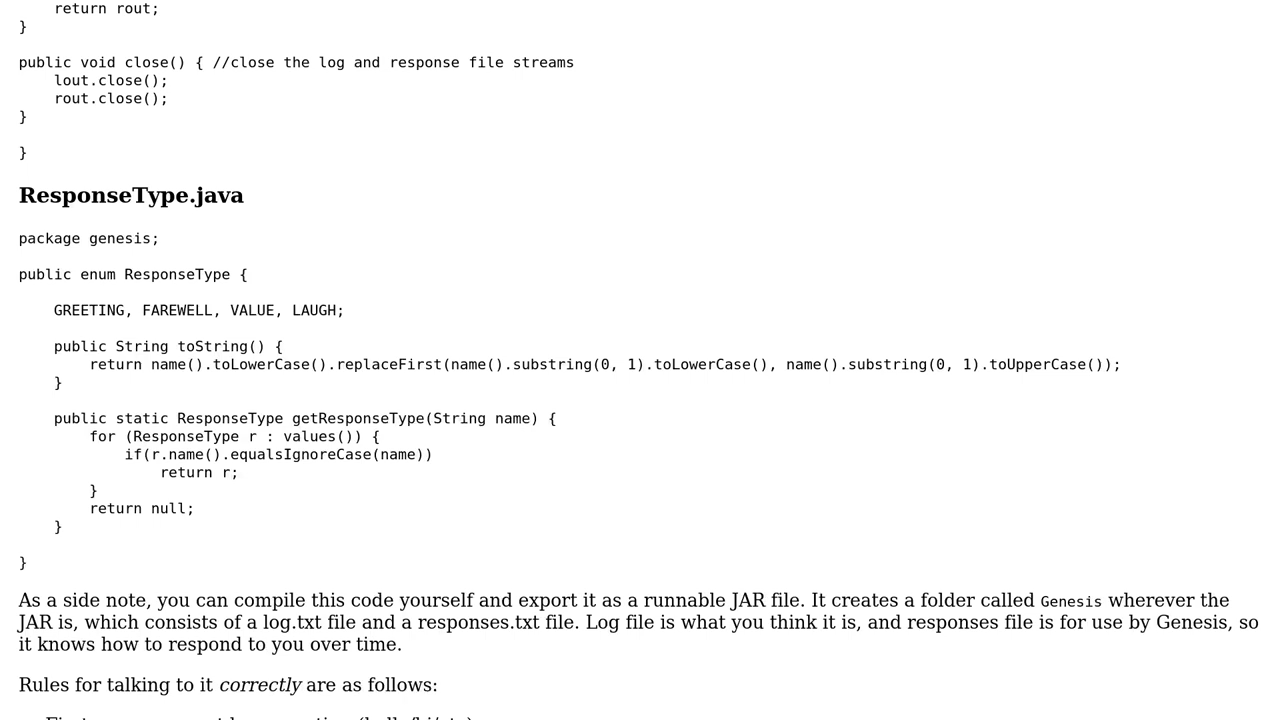 return rout;
}

public void close() { //close the log and response file streams
    lout.close();
    rout.close();
}

}

ResponseType.java

package genesis;

public enum ResponseType {

    GREETING, FAREWELL, VALUE, LAUGH;

    public String toString() {
        return name().toLowerCase().replaceFirst(name().substring(0, 1).toLowerCase(), name().substring(0, 1).toUpperCase());
    }

    public static ResponseType getResponseType(String name) {
        for (ResponseType r : values()) {
            if(r.name().equalsIgnoreCase(name))
                return r;
        }
        return null;
    }

}

As a side note, you can compile this code yourself and export it as a runnable JAR file. It creates a folder called Genesis wherever the
JAR is, which consists of a log.txt file and a responses.txt file. Log file is what you think it is, and responses file is for use by Genesis, so
it knows how to respond to you over time.

Rules for talking to it correctly are as follows: